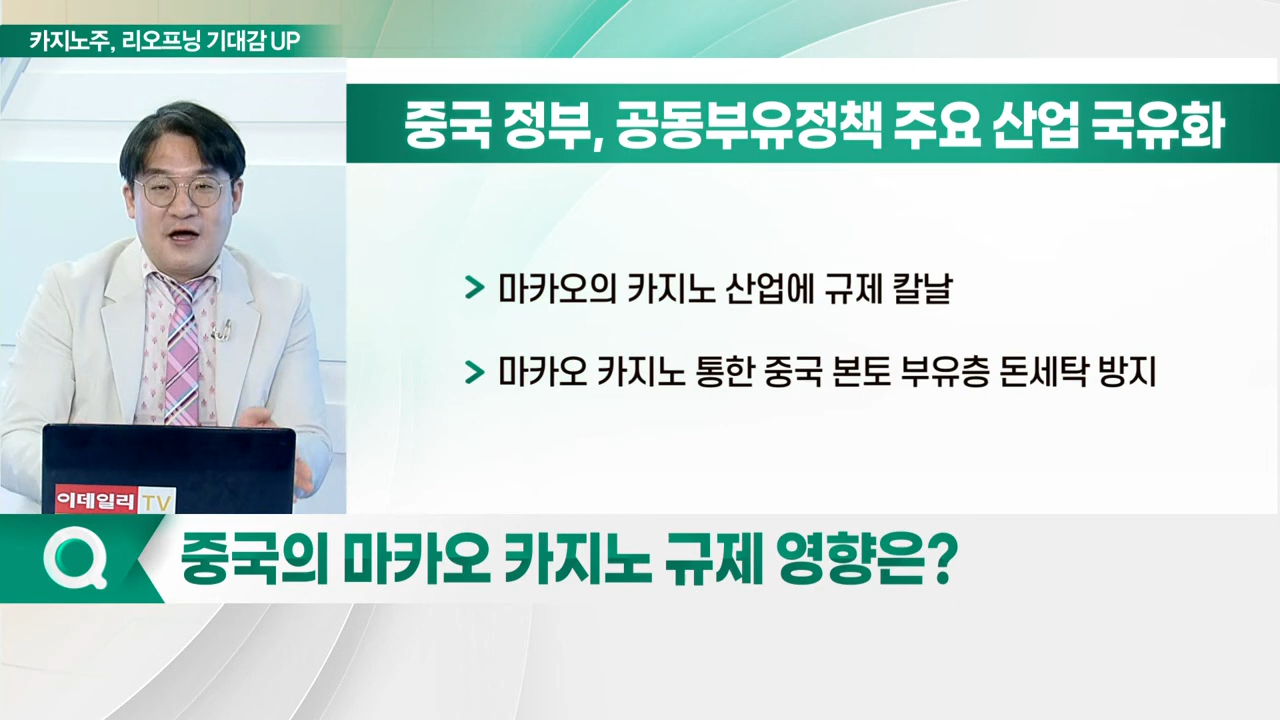 카지노주, 리오프닝 기대감 UP
중국 정부, 공동부유정책 주요 산업 국유화
> 마카오의 카지노 산업에 규제 칼날
> 마카오 카지노 통한 중국 본토 부유층 돈세탁 방지
이데일리 TV
Q 중국의 마카오 카지노 규제 영향은?